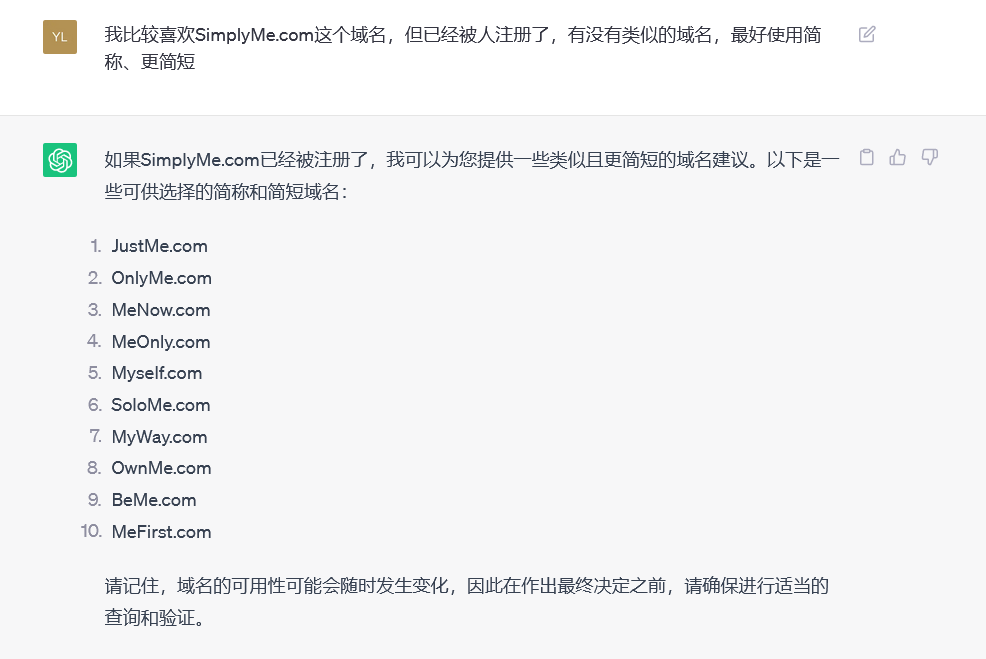 YL
我比较喜欢SimplyMe.com这个域名，但已经被人注册了，有没有类似的域名，最好使用简
称、更简短
如果SimplyMe.com已经被注册了，我可以为您提供一些类似且更简短的域名建议。以下是一
些可供选择的简称和简短域名：
1. JustMe.com
2. OnlyMe.com
3. MeNow.com
4. MeOnly.com
5. Myself.com
6. SoloMe.com
7. MyWay.com
8. OwnMe.com
9. BeMe.com
10. MeFirst.com
请记住，域名的可用性可能会随时发生变化，因此在作出最终决定之前，请确保进行适当的
查询和验证。